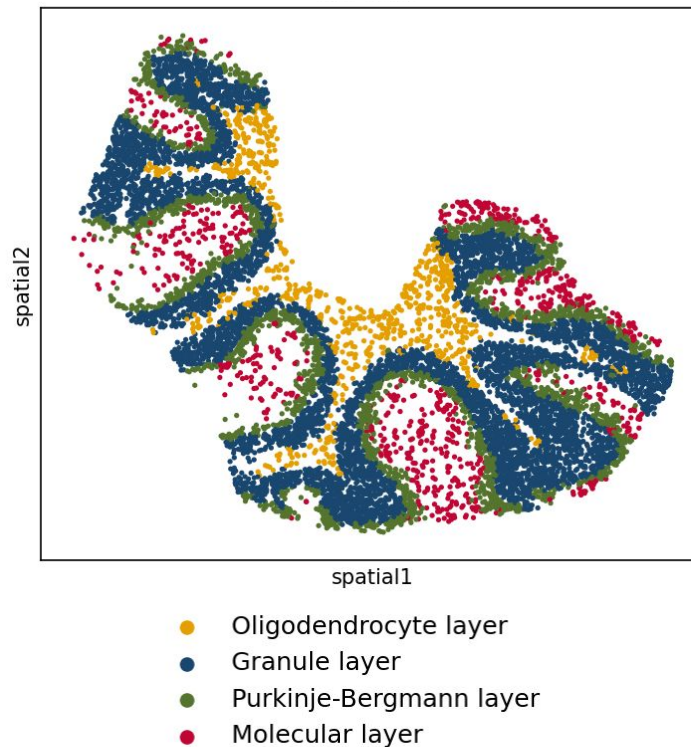 spatial2
spatial1
Oligodendrocyte layer
Granule layer
Purkinje-Bergmann layer
Molecular layer